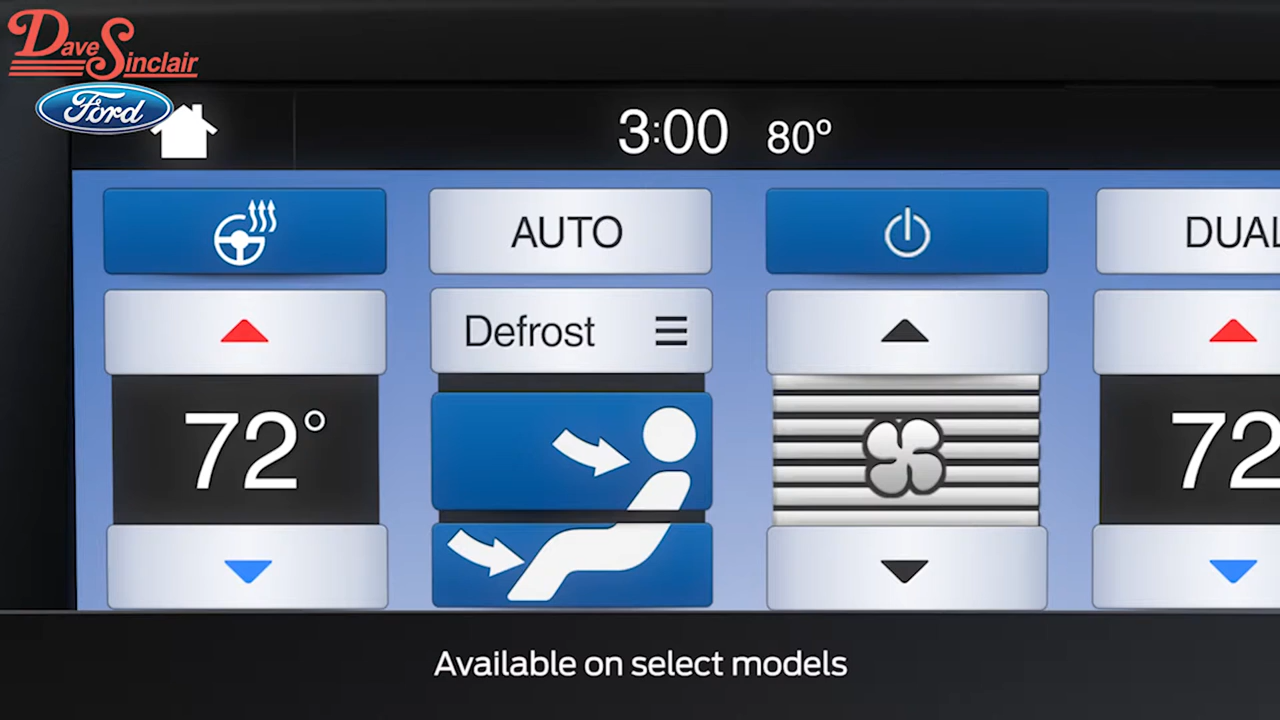 Dave Sinclair
Ford
3:00 80°
AUTO
DUAL
Defrost
72°
72
Available on select models